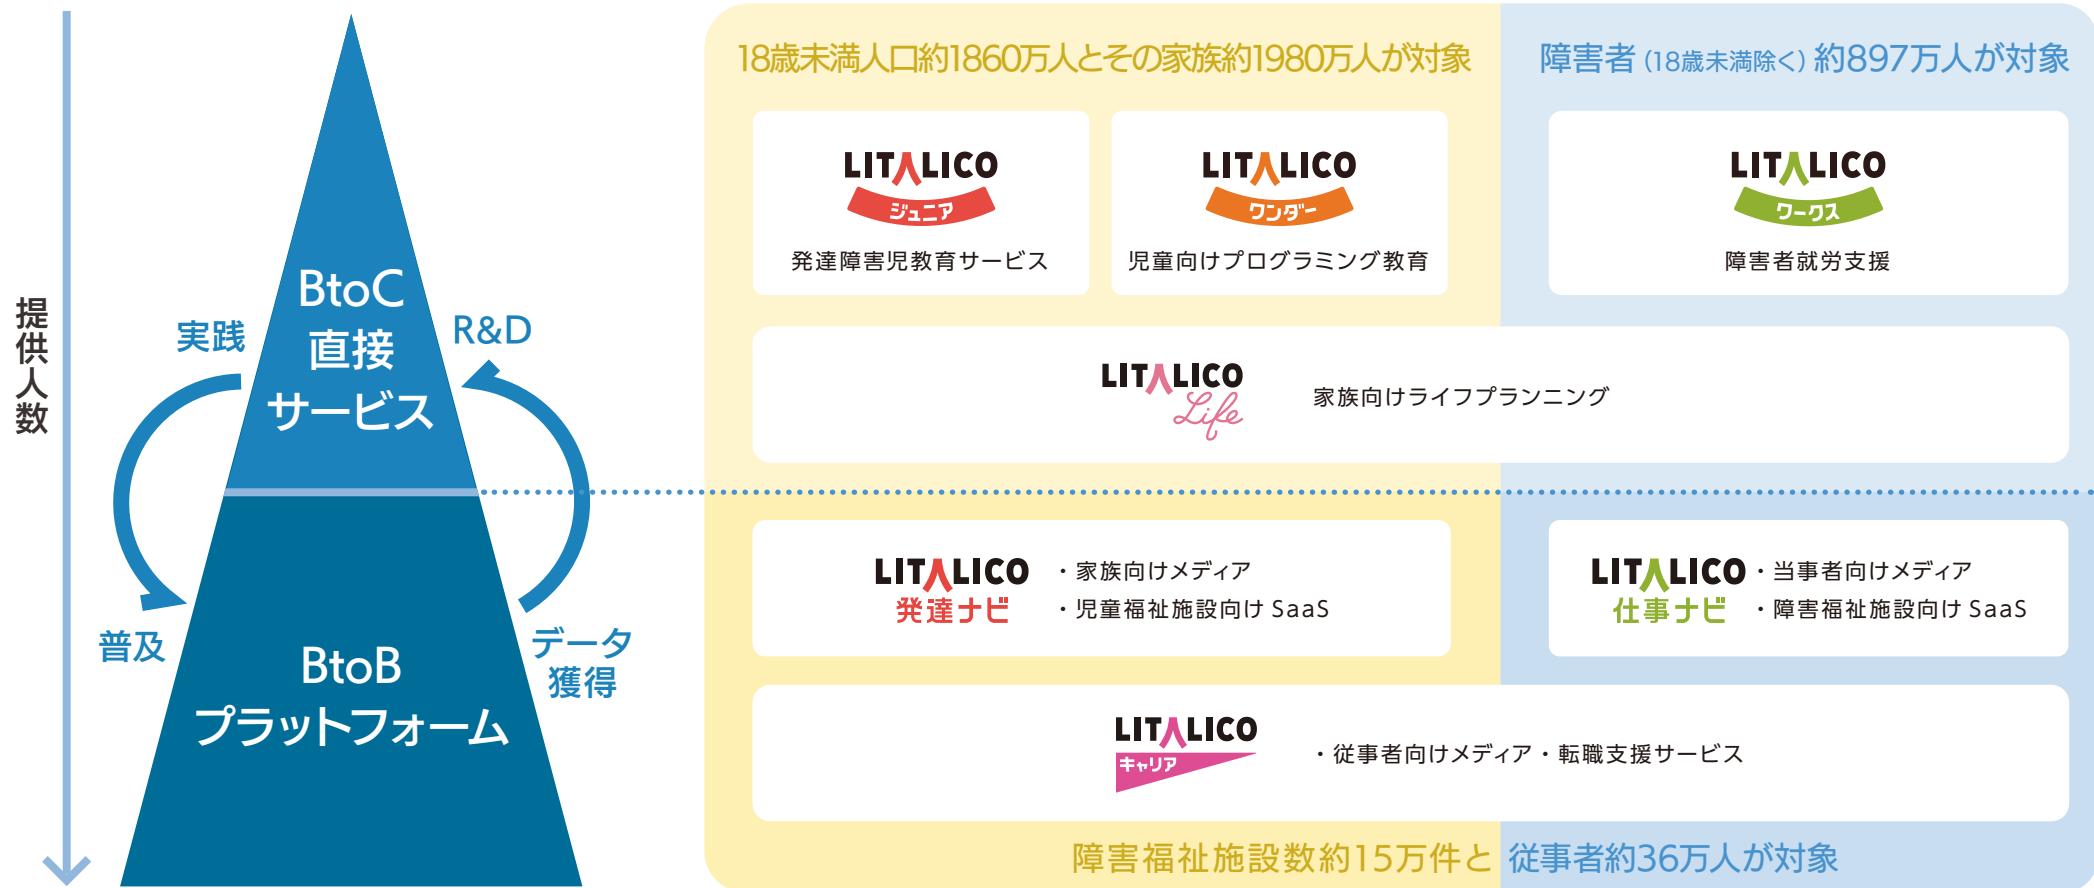 提供人数
BtoC
直接
サービス
実践
R&D
普及
データ
獲得
BtoB
プラットフォーム
18歳未満人口約1860万人とその家族約1980万人が対象
障害者(18歳未満除く)約897万人が対象
LITALICO
ジュニア
発達障害児教育サービス
LITALICO
ワンダー
児童向けプログラミング教育
LITALICO
ワークス
障害者就労支援
LITALICO
Life
家族向けライフプランニング
LITALICO
発達ナビ
・家族向けメディア
・児童福祉施設向け SaaS
LITALICO
仕事ナビ
・当事者向けメディア
・障害福祉施設向け SaaS
LITALICO
キャリア
・従事者向けメディア・転職支援サービス
障害福祉施設数約15万件と 従事者約36万人が対象